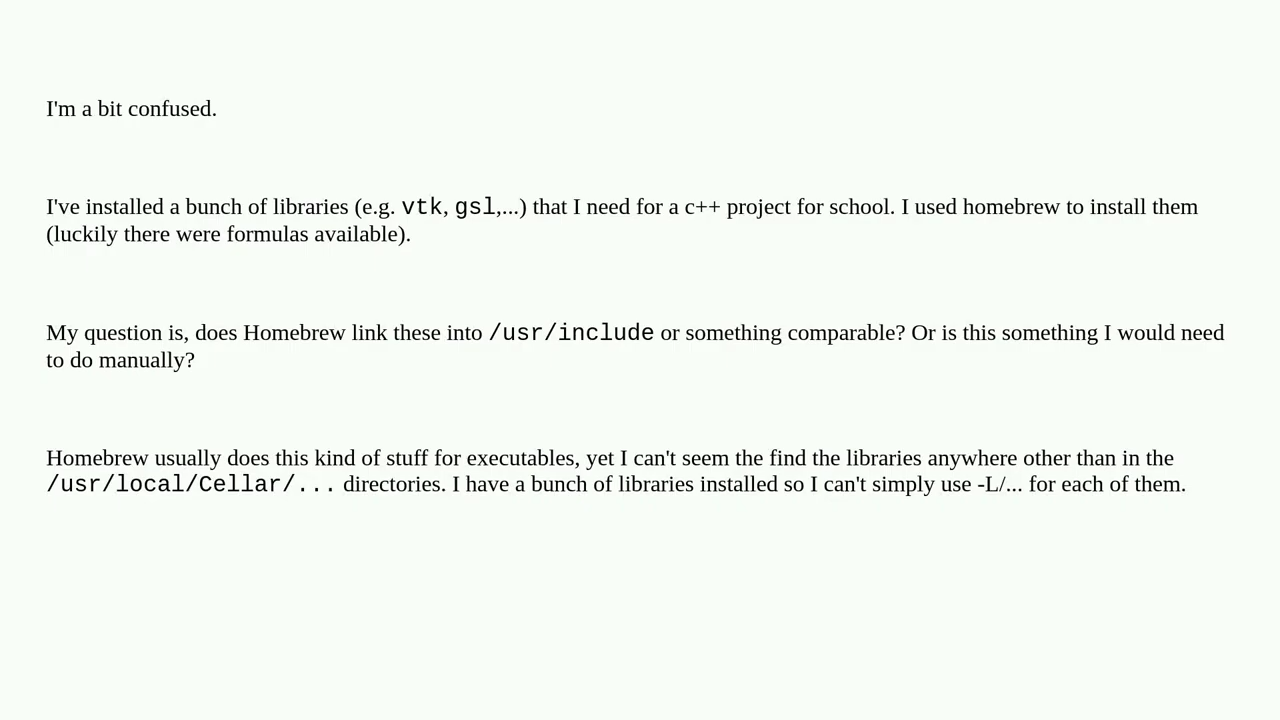 I'm a bit confused.
I've installed a bunch of libraries (e.g. vtk, gsl,...) that I need for a c++ project for school. I used homebrew to install them
(luckily there were formulas available).
My question is, does Homebrew link these into /usr/include or something comparable? Or is this something I would need
to do manually?
Homebrew usually does this kind of stuff for executables, yet I can't seem the find the libraries anywhere other than in the
/usr/local/Cellar/... directories. I have a bunch of libraries installed so I can't simply use -L/... for each of them.